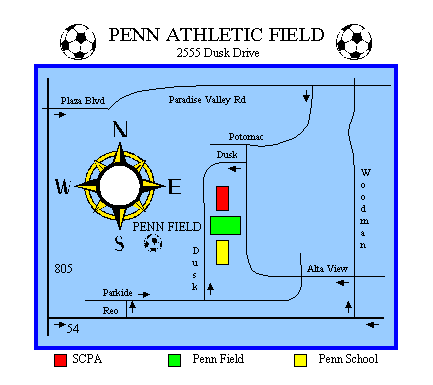 PENN ATHLETIC FIELD
2555 Dusk Drive
Plaza Blvd
Paradise Valley Rd
Potomac
Dusk
N
W
E
S
Woodman
PENN FIELD
Dusk
805
Alta View
Parkide
Reo
54
SCPA
Penn Field
Penn School